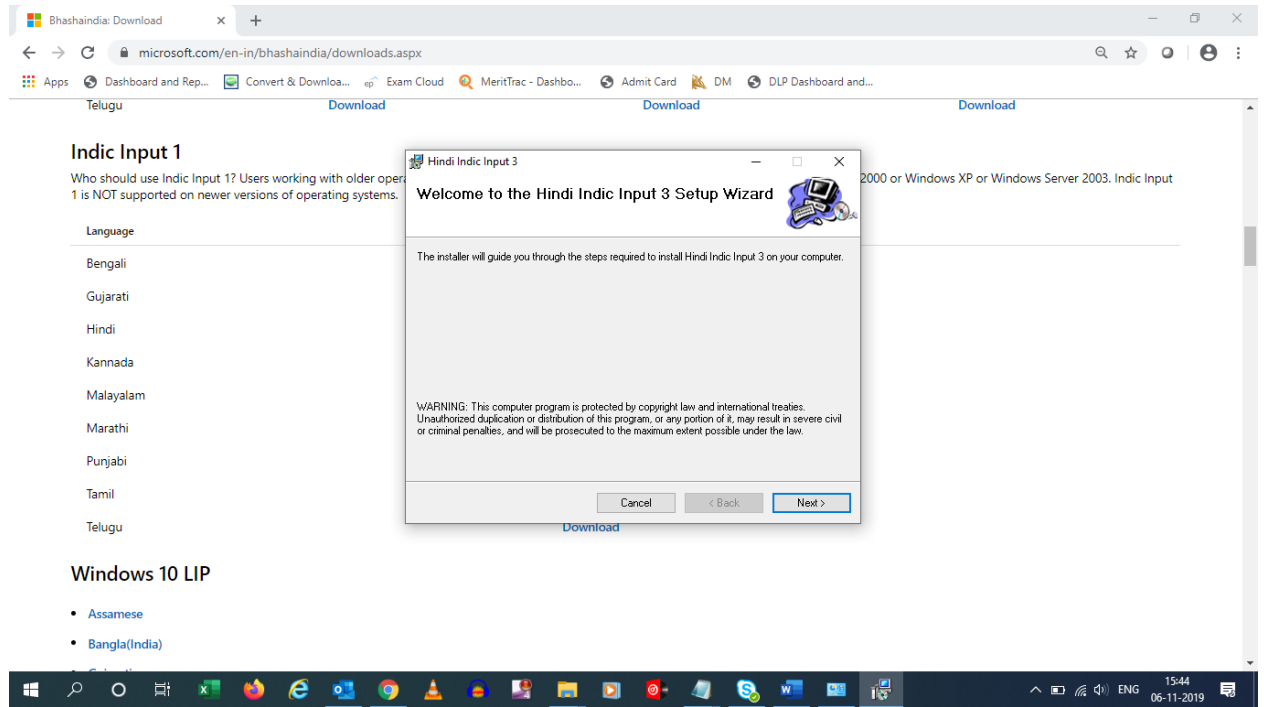 Bhashaindia: Download
microsoft.com/en-in/bhashaindia/downloads.aspx
Apps Dashboard and Rep... Convert & Downloa... Exam Cloud MeritTrac - Dashbo... Admit Card DM DLP Dashboard and...
Telugu Download Download Download
Indic Input 1
Who should use Indic Input 1? Users working with older opera 2000 or Windows XP or Windows Server 2003. Indic Input
1 is NOT supported on newer versions of operating systems.
Language
Bengali
Gujarati
Hindi
Kannada
Malayalam
Marathi
Punjabi
Tamil
Telugu Download
Hindi Indic Input 3
Welcome to the Hindi Indic Input 3 Setup Wizard
The installer will guide you through the steps required to install Hindi Indic Input 3 on your computer.
WARNING: This computer program is protected by copyright law and international treaties.
Unauthorized duplication or distribution of this program, or any portion of it, may result in severe civil
or criminal penalties, and will be prosecuted to the maximum extent possible under the law.
Cancel < Back Next >
Windows 10 LIP
• Assamese
• Bangla(India)
ENG 15:44
06-11-2019